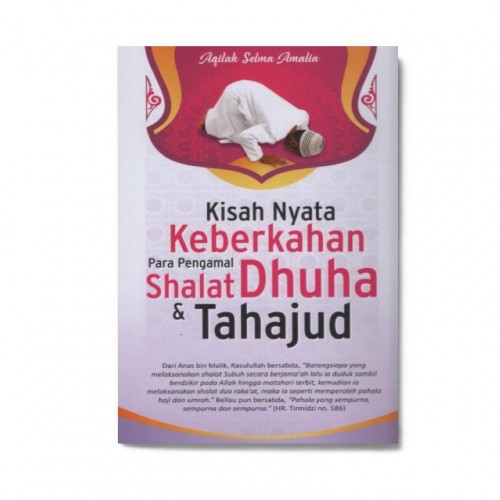 Aqilah Selma Amalia
Kisah Nyata
Keberkahan
Para Pengamal
Shalat Dhuha
& Tahajud
Dari Anas bin Malik, Rasulullah bersabda, "Barangsiapa yang
melaksanakan shalat Subuh secara berjama'ah lalu ia duduk sambil
berdzikir pada Allah hingga matahari terbit, kemudian ia
melaksanakan shalat dua raka'at, maka ia seperti memperoleh pahala
haji dan umrah." Beliau pun bersabda, "Pahala yang sempurna,
sempurna dan sempurna." (HR. Tirmidzi no. 586)